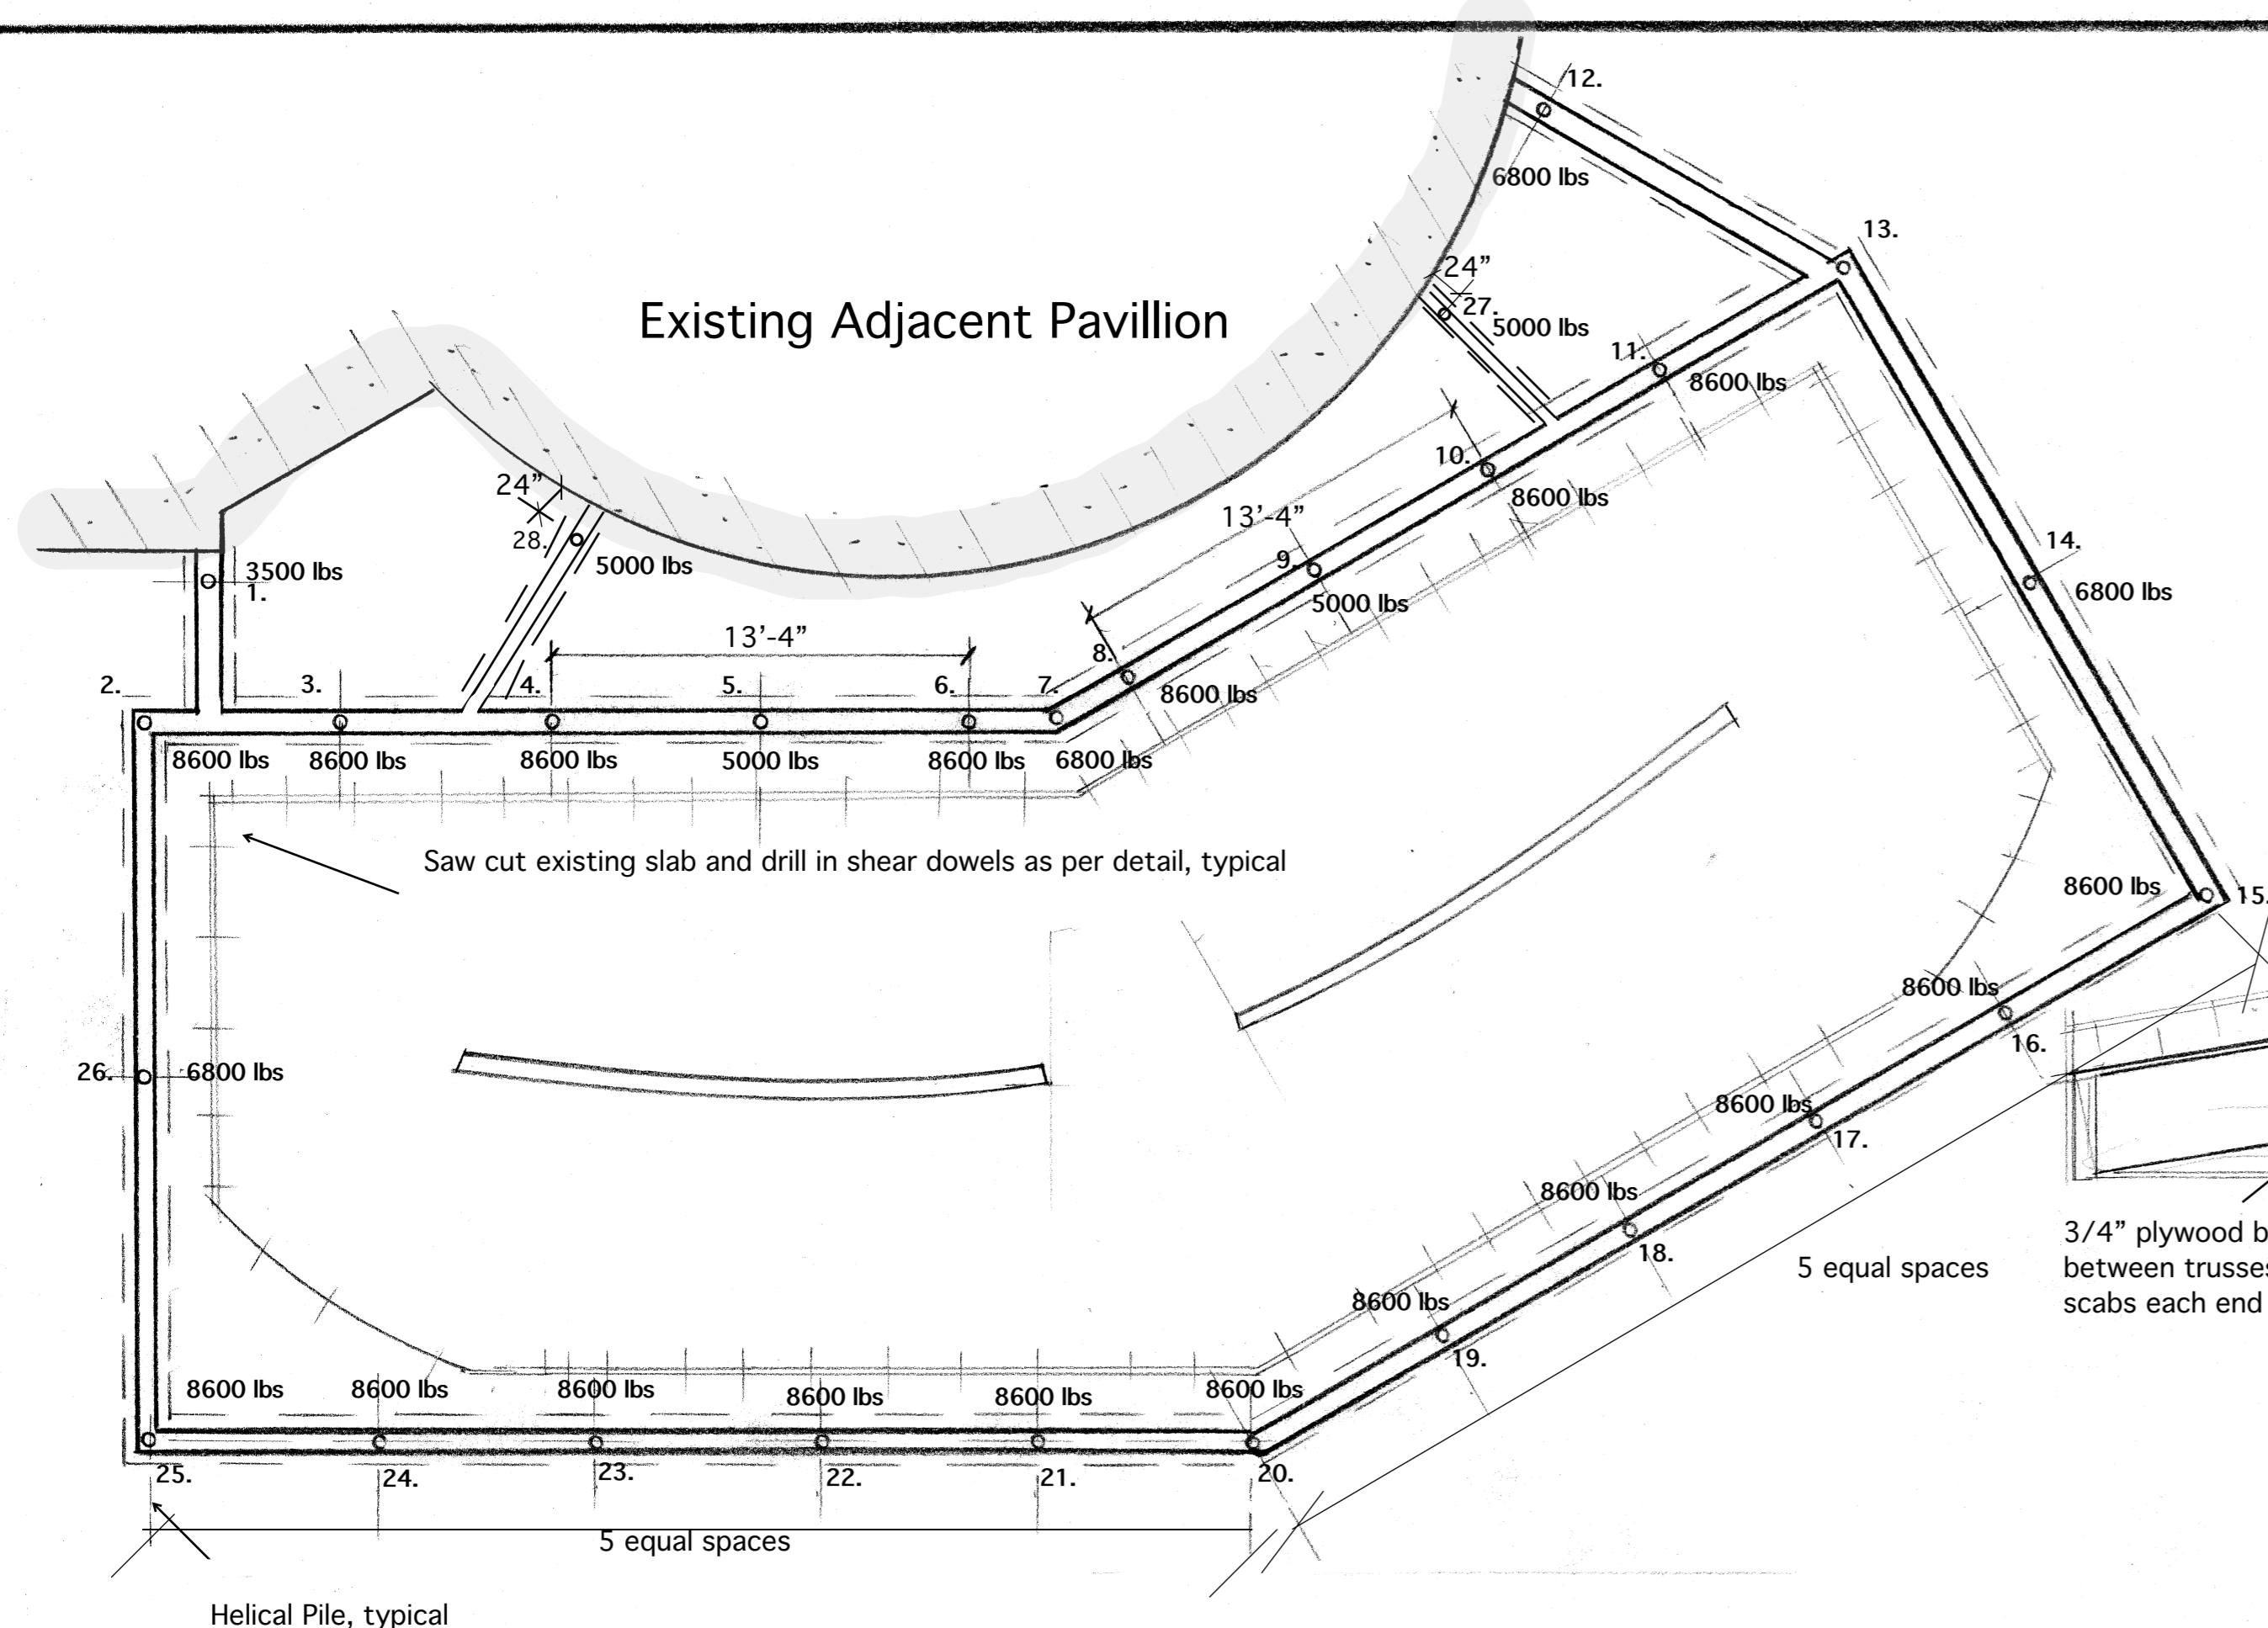 12.
6800 lbs
13.
24”
27.
5000 lbs
Existing Adjacent Pavillion
11.
8600 lbs
10.
8600 lbs
24”
28.
5000 lbs
13’-4”
9.
5000 lbs
14.
6800 lbs
3500 lbs
1.
13’-4”
8.
8600 lbs
2.
3.
4.
5.
6.
7.
8600 lbs
8600 lbs
8600 lbs
5000 lbs
8600 lbs
6800 lbs
Saw cut existing slab and drill in shear dowels as per detail, typical
8600 lbs
15.
8600 lbs
16.
26.
6800 lbs
8600 lbs
17.
8600 lbs
18.
5 equal spaces
3/4” plywood b
between trusses
scabs each end
8600 lbs
19.
8600 lbs
8600 lbs
8600 lbs
8600 lbs
8600 lbs
8600 lbs
25.
24.
23.
22.
21.
20.
5 equal spaces
Helical Pile, typical